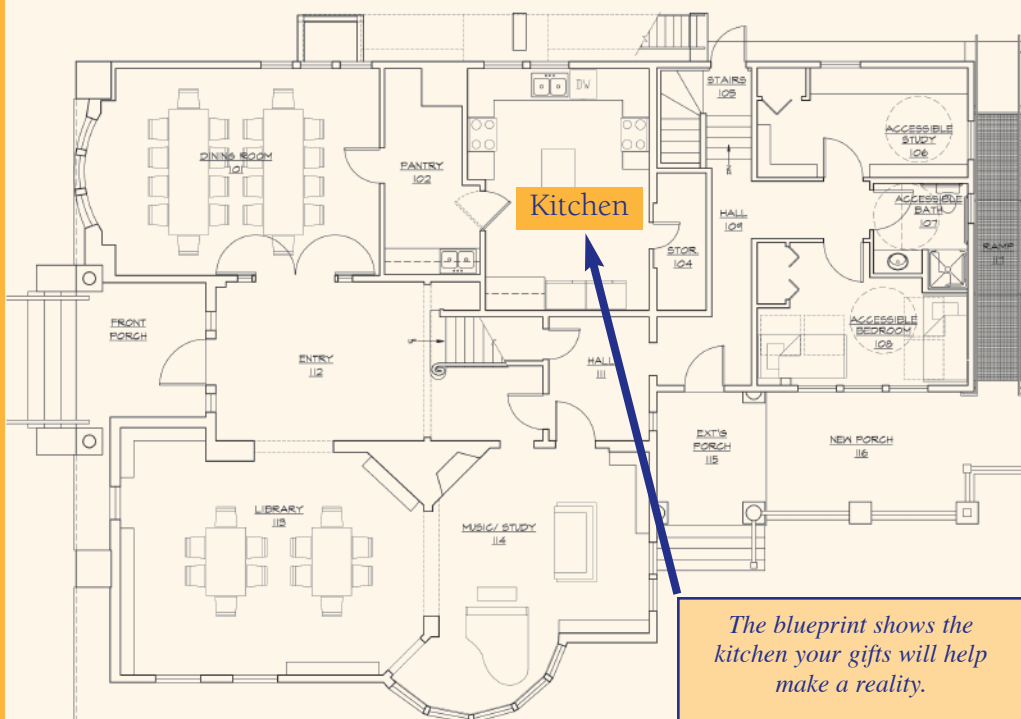 DW
STAIRS
105
DINING ROOM
101
PANTRY
102
ACCESSIBLE
STUDY
106
Kitchen
HALL
109
ACCESSIBLE
BATH
107
STOR.
104
RAMP
117
FRONT
PORCH
ACCESSIBLE
BEDROOM
108
ENTRY
112
HALL
111
EXT'G
PORCH
115
NEW PORCH
116
LIBRARY
113
MUSIC/ STUDY
114
The blueprint shows the
kitchen your gifts will help
make a reality.